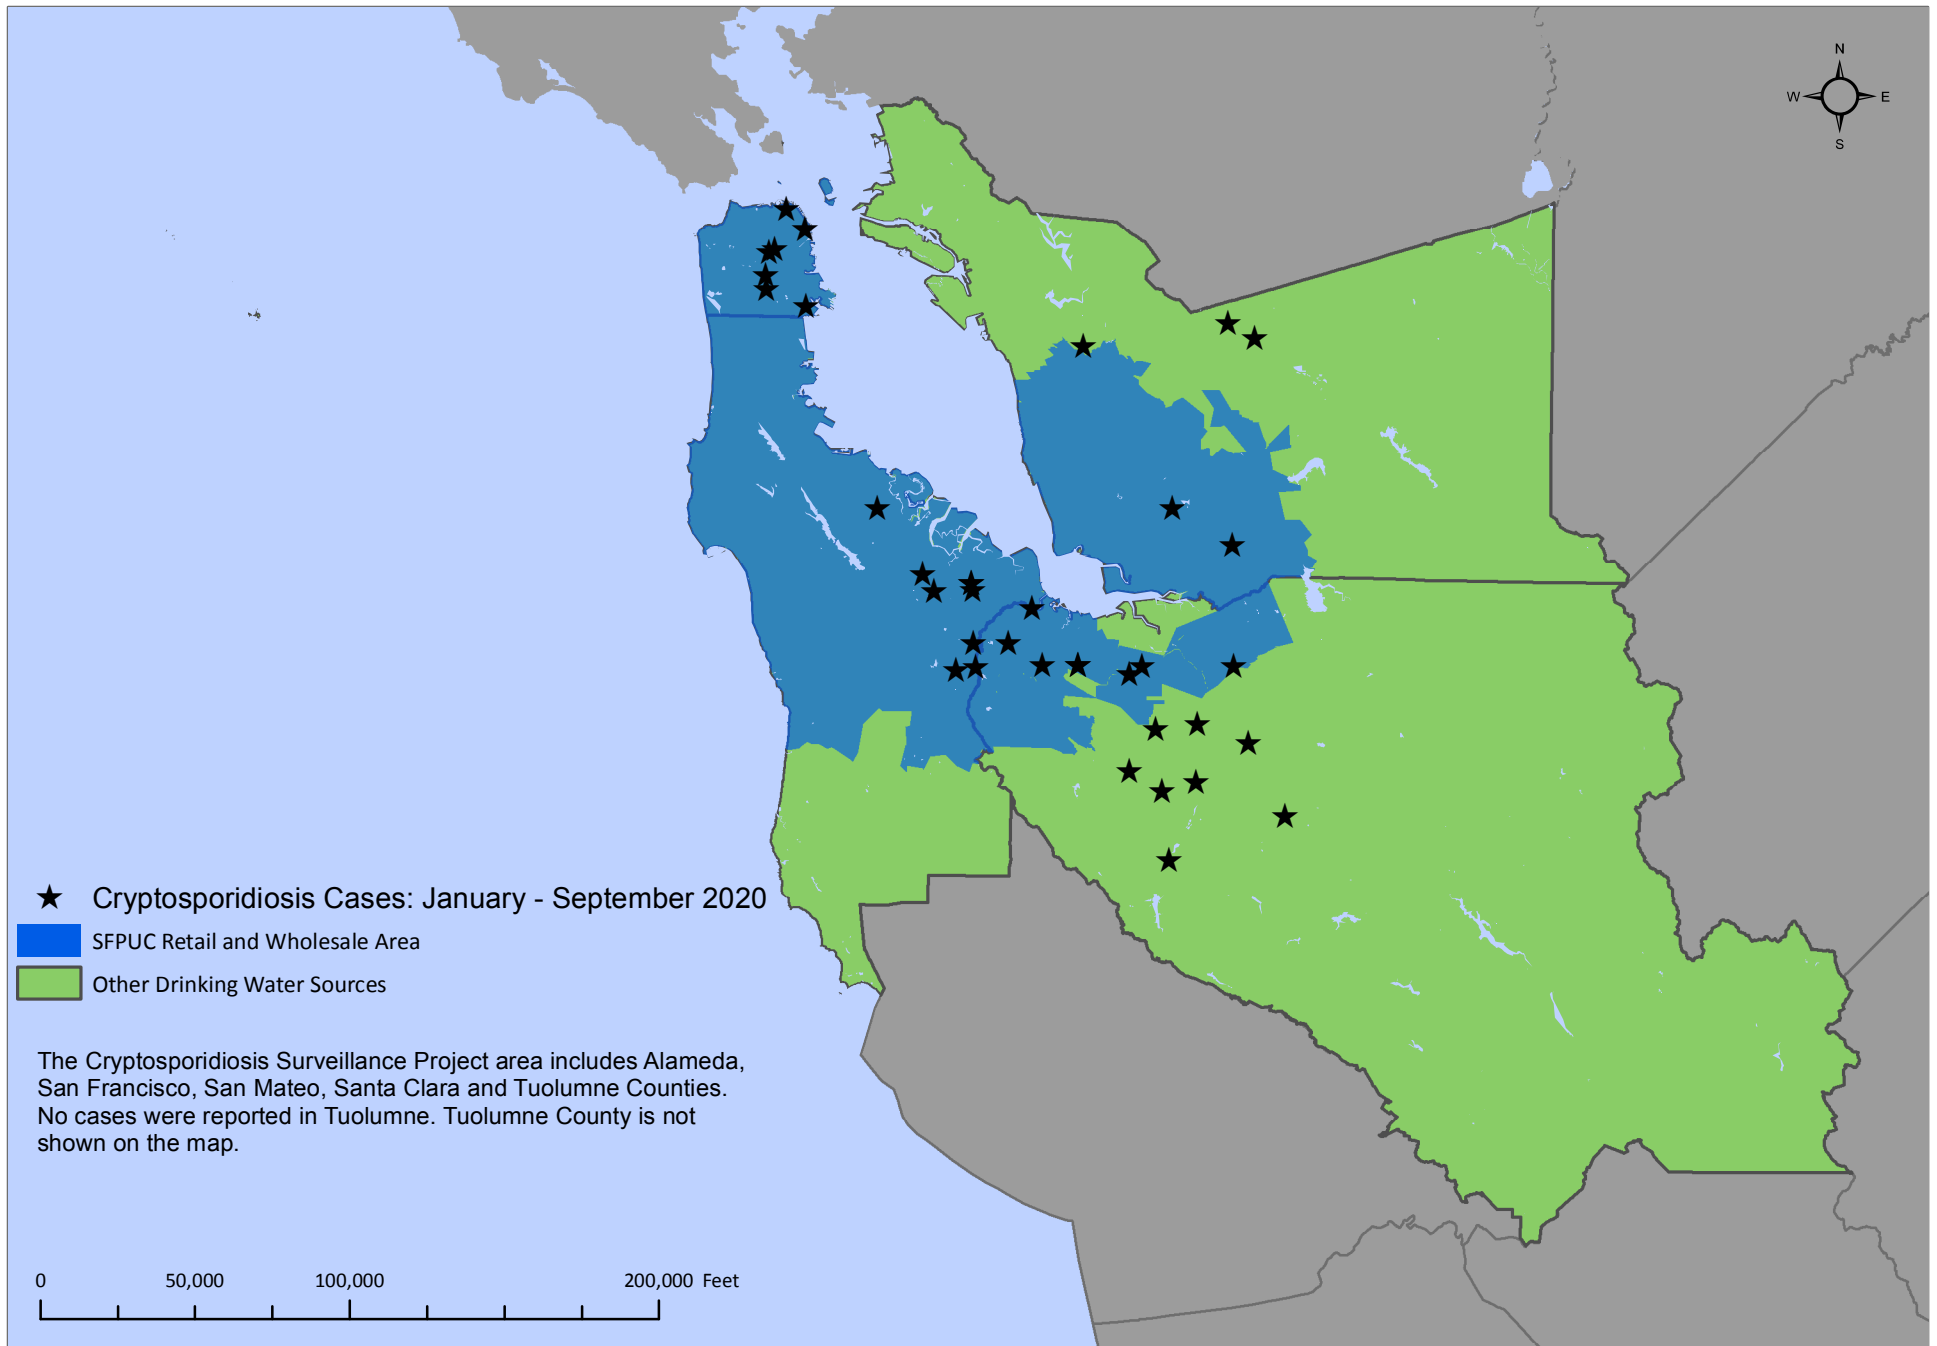 N
W E
S
Cryptosporidiosis Cases: January - September 2020
SFPUC Retail and Wholesale Area
Other Drinking Water Sources
The Cryptosporidiosis Surveillance Project area includes Alameda,
San Francisco, San Mateo, Santa Clara and Tuolumne Counties.
No cases were reported in Tuolumne. Tuolumne County is not
shown on the map.
0 50,000 100,000 200,000 Feet